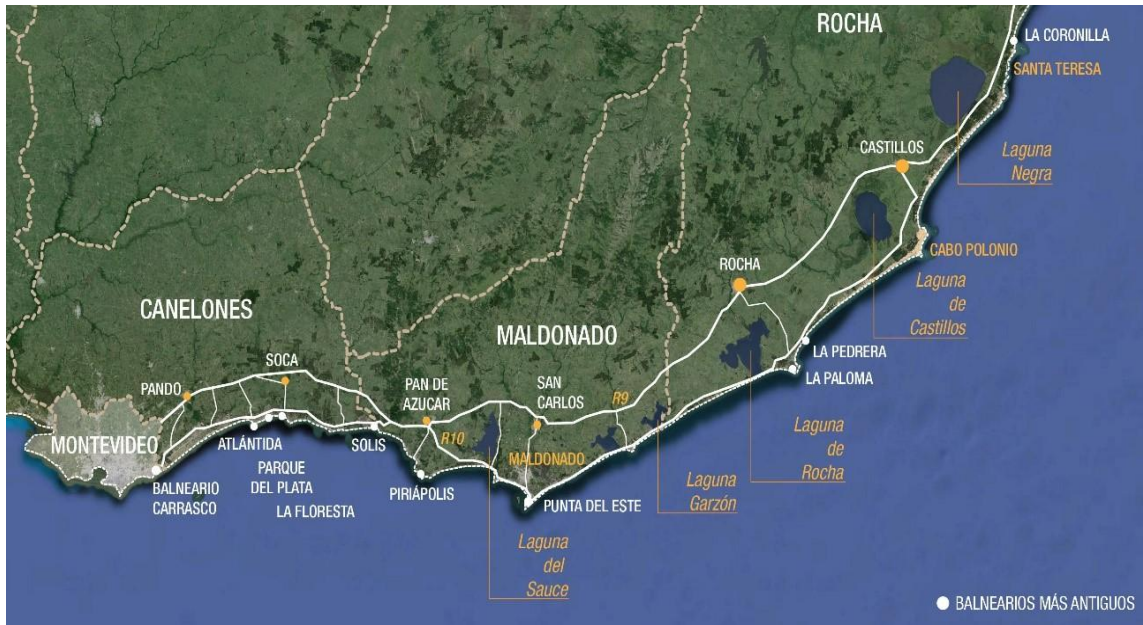 ROCHA
LA CORONILLA
SANTA TERESA
CASTILLOS
Laguna
Negra
CABO POLONIO
ROCHA
Laguna
de
Castillos
CANELONES
MALDONADO
LA PEDRERA
LA PALOMA
SOCA
PANDO
PAN DE
AZUCAR
SAN
CARLOS
R9
MONTEVIDEO
ATLÁNTIDA
SOLIS
R10
MALDONADO
Laguna
de
Rocha
BALNEARIO
CARRASCO
PARQUE
DEL PLATA
LA FLORESTA
PIRIÁPOLIS
PUNTA DEL ESTE
Laguna
Garzón
Laguna
del
Sauce
BALNEARIOS MÁS ANTIGUOS